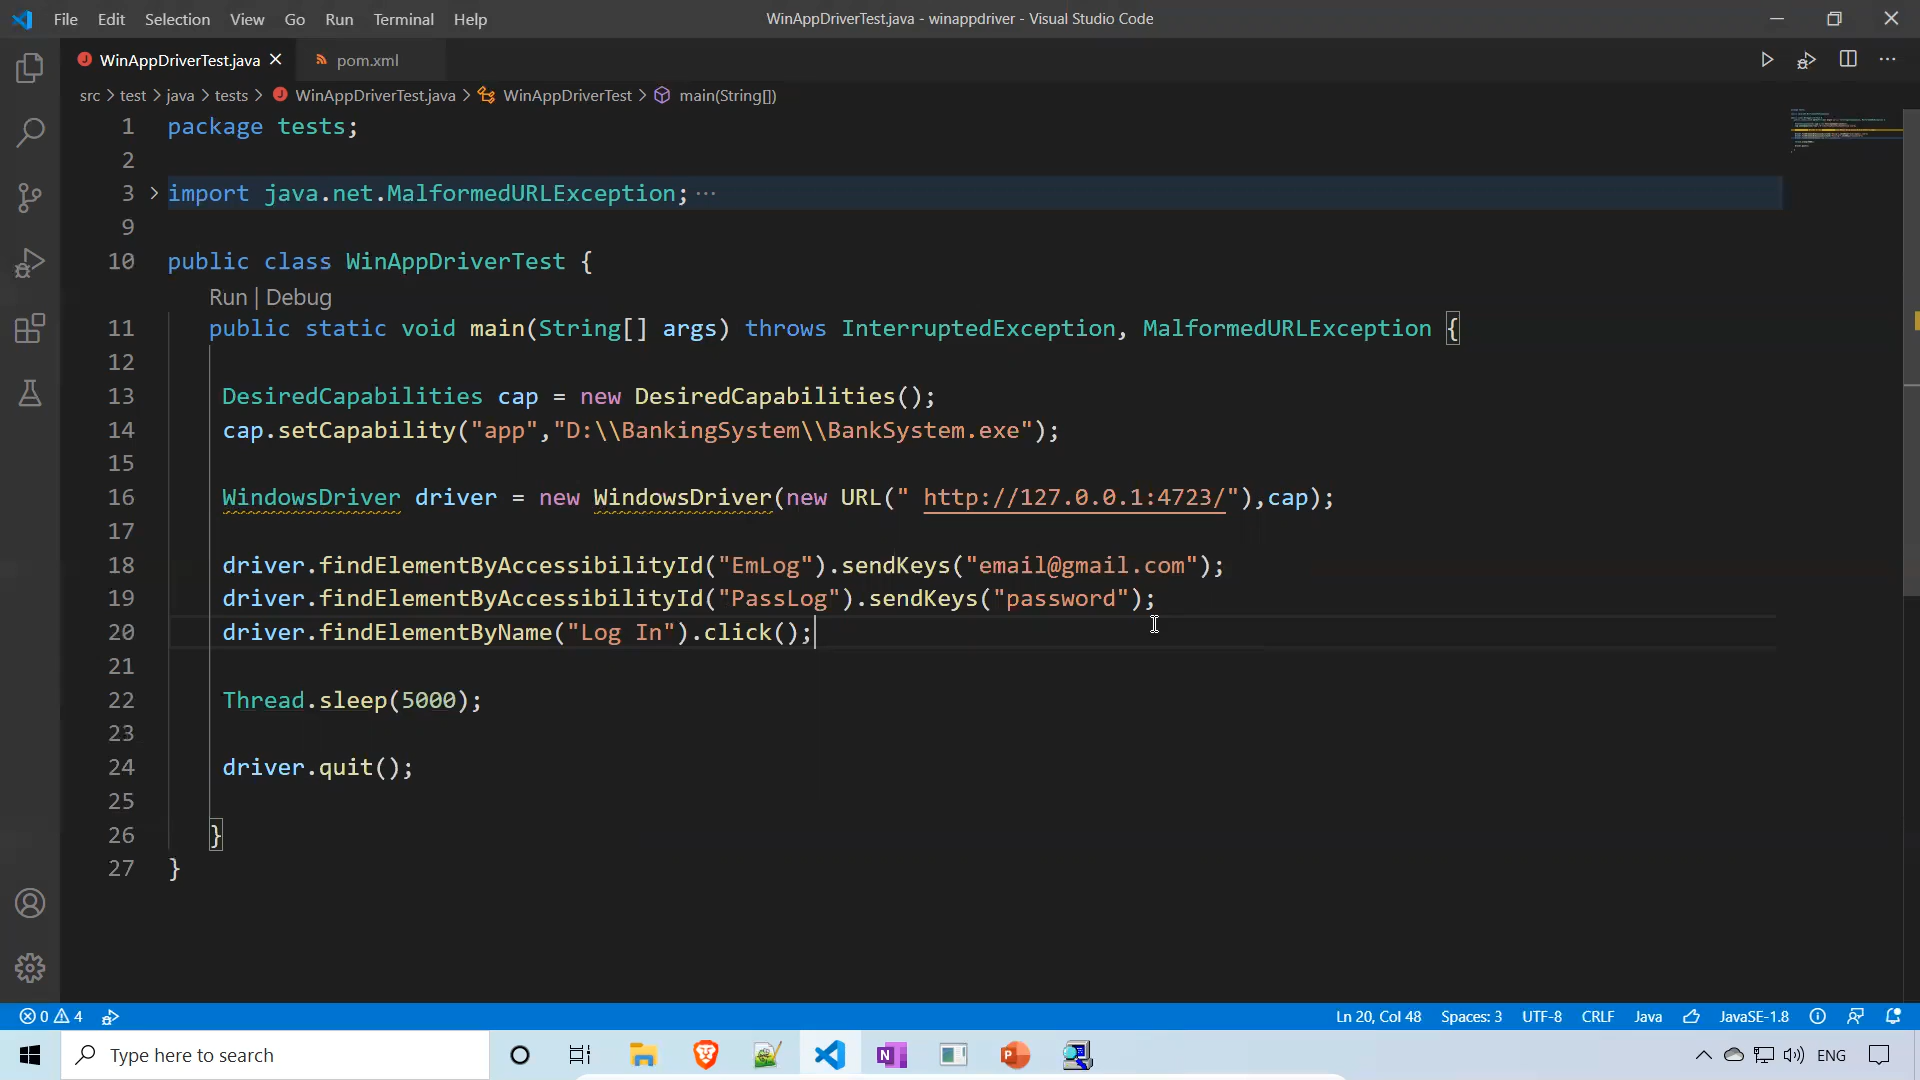 File Edit Selection View Go Run Terminal Help
WinAppDriverTest.java - winappdriver - Visual Studio Code
WinAppDriverTest.java
pom.xml
src > test > java > tests > WinAppDriverTest.java > WinAppDriverTest > main(String[])
1 package tests;
2
3 import java.net.MalformedURLException; ···
9
10 public class WinAppDriverTest {
Run | Debug
11 public static void main(String[] args) throws InterruptedException, MalformedURLException {
12
13 DesiredCapabilities cap = new DesiredCapabilities();
14 cap.setCapability("app","D:\\BankingSystem\\BankSystem.exe");
15
16 WindowsDriver driver = new WindowsDriver(new URL(" http://127.0.0.1:4723/"),cap);
17
18 driver.findElementByAccessibilityId("EmLog").sendKeys("email@gmail.com");
19 driver.findElementByAccessibilityId("PassLog").sendKeys("password");
20 driver.findElementByName("Log In").click();
21
22 Thread.sleep(5000);
23
24 driver.quit();
25
26 }
27 }
0 4
Ln 20, Col 48 Spaces: 3 UTF-8 CRLF Java JavaSE-1.8
Type here to search
ENG